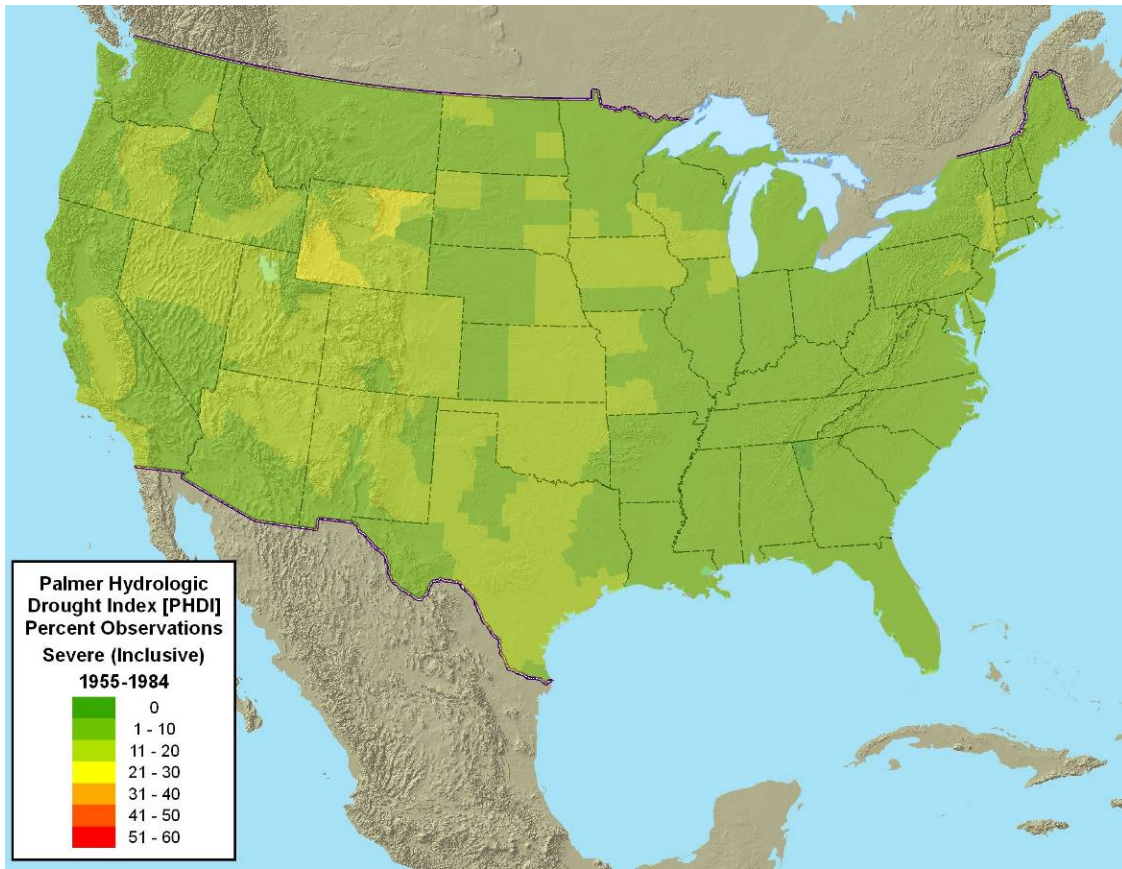 Palmer Hydrologic
Drought Index [PHDI]
Percent Observations
Severe (Inclusive)
1955-1984
0
1 - 10
11 - 20
21 - 30
31 - 40
41 - 50
51 - 60